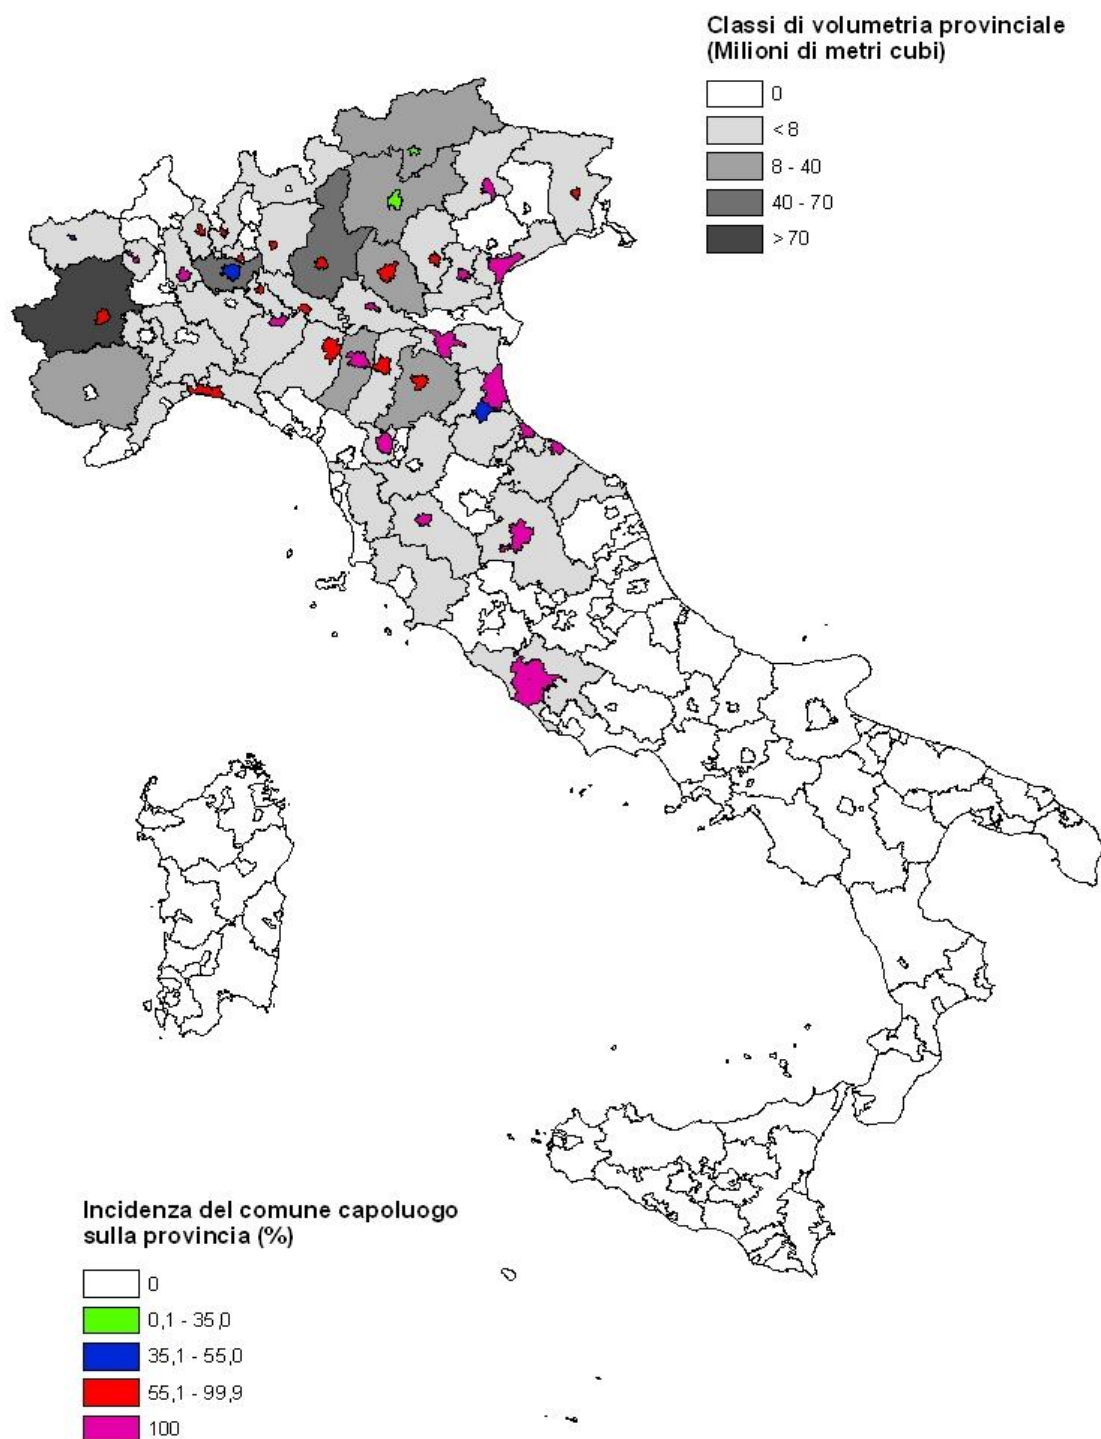 Classi di volumetria provinciale
(Milioni di metri cubi)
0
< 8
8 - 40
40 - 70
> 70
Incidenza del comune capoluogo
sulla provincia (%)
0
0,1 - 35,0
35,1 - 55,0
55,1 - 99,9
100